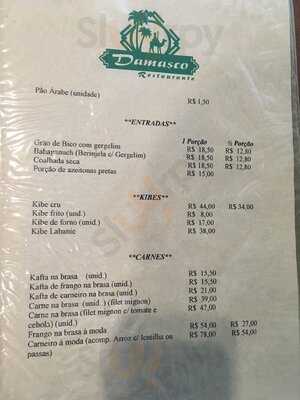 Damasco
Restaurante
Pão Árabe (unidade) R$ 1,50
**ENTRADAS**
1 Porção ½ Porção
Grão de Bico com gergelim R$ 18,50 R$ 12,80
Babaganuch (Berinjela c/ Gergelim) R$ 18,50 R$ 12,80
Coalhada seca R$ 18,50 R$ 12,80
Porção de azeitonas pretas R$ 15,00
**KIBES**
Kibe cru R$ 44,00 R$ 34,00
Kibe frito (und.) R$ 8,00
Kibe de forno (und.) R$ 17,00
Kibe Labanie R$ 38,00
**CARNES**
Kafta na brasa (unid.) R$ 15,50
Kafta de frango na brasa (unid.) R$ 15,50
Kafta de carneiro na brasa (unid.) R$ 21,00
Carne na brasa (unid.) (filet mignon) R$ 39,00
Carne na brasa (filet mignon c/ tomate e R$ 47,00
cebola) (und.)
Frango na brasa à moda R$ 54,00 R$ 27,00
Carneiro à moda (acomp. Arroz c/ lentilha ou R$ 78,00 R$ 54,00
passas)